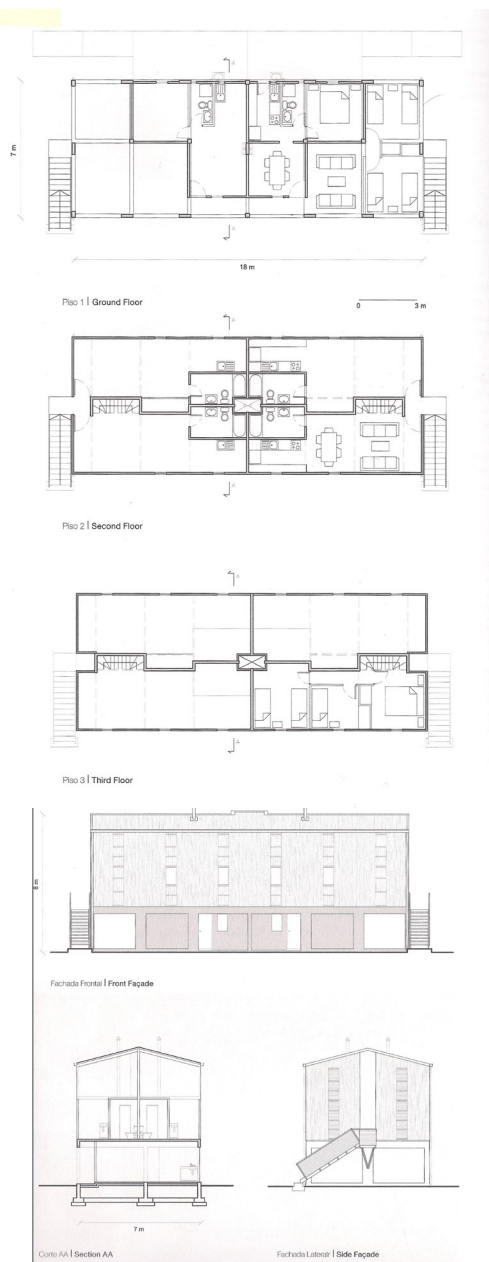 A
7 m
A
18 m
Piso 1 | Ground Floor
0 3 m
A
A
Piso 2 | Second Floor
A
A
Piso 3 | Third Floor
8 m
Fachada Frontal | Front Façade
7 m
Corte AA | Section AA
Fachada Lateralr | Side Façade